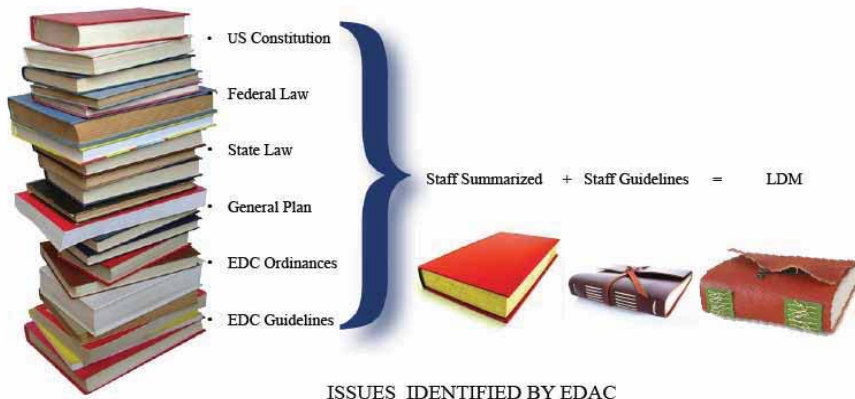 • US Constitution
• Federal Law
• State Law
• General Plan
• EDC Ordinances
• EDC Guidelines
Staff Summarized + Staff Guidelines = LDM
ISSUES IDENTIFIED BY EDAC